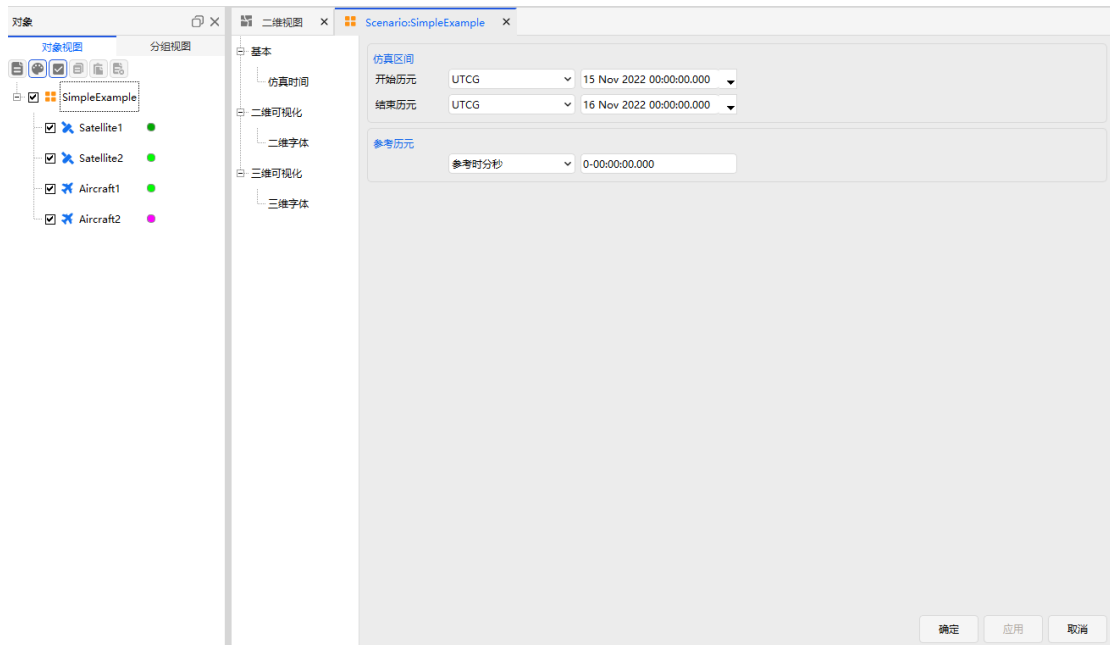 对象
对象视图 分组视图
SimpleExample
Satellite1
Satellite2
Aircraft1
Aircraft2
二维视图 Scenario:SimpleExample
基本
仿真时间
二维可视化
二维字体
三维可视化
三维字体
仿真区间
开始历元 UTCG 15 Nov 2022 00:00:00.000
结束历元 UTCG 16 Nov 2022 00:00:00.000
参考历元
参考时分秒 0-00:00:00.000
确定 应用 取消